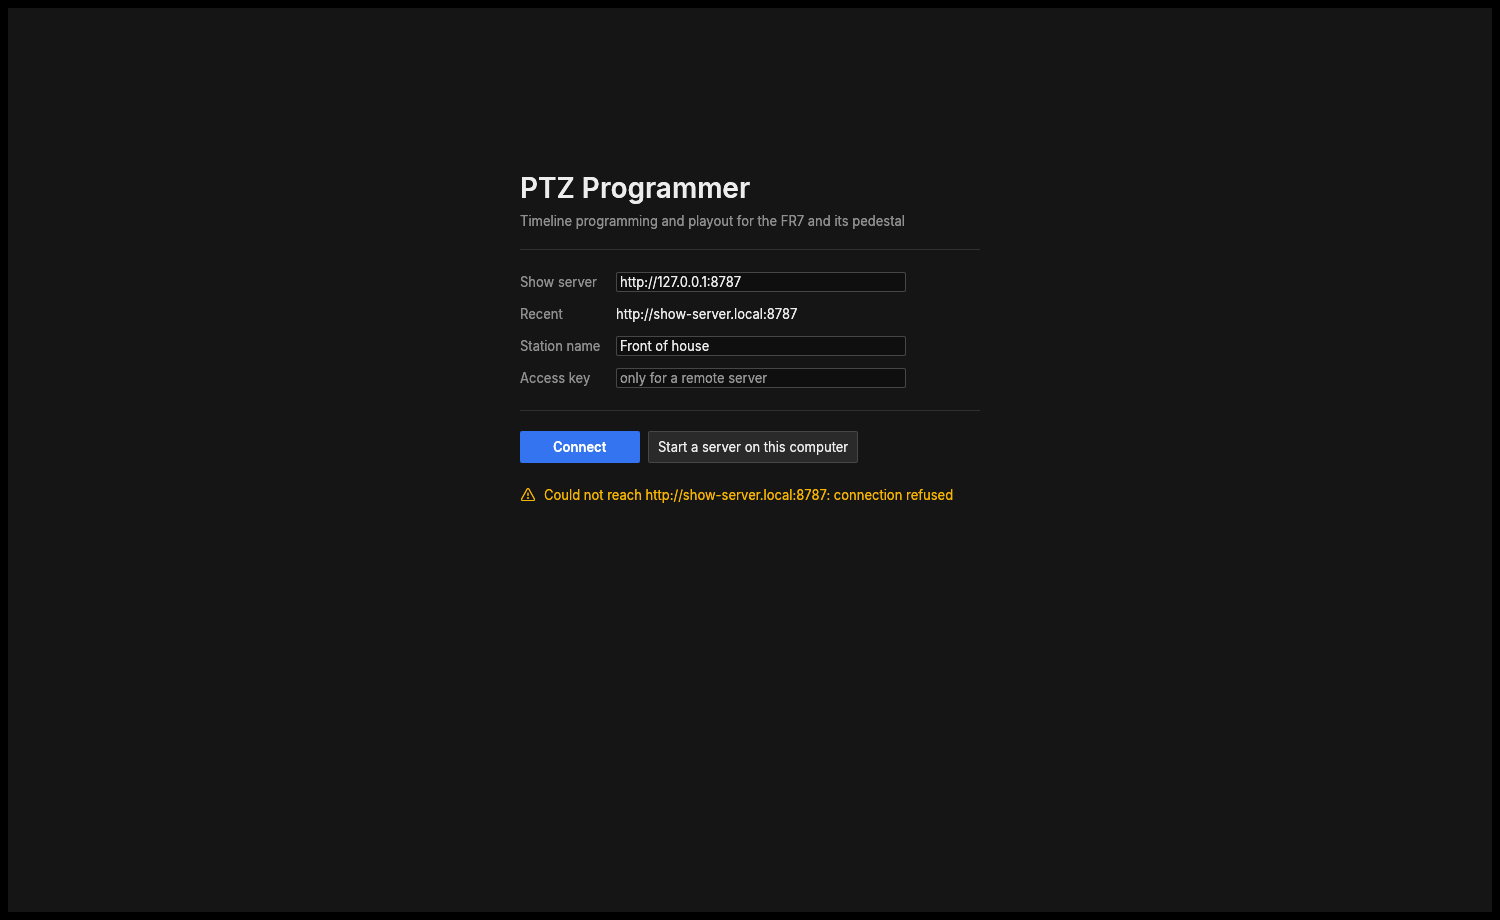 PTZ Programmer
Timeline programming and playout for the FR7 and its pedestal
Show server http://127.0.0.1:8787
Recent http://show-server.local:8787
Station name Front of house
Access key only for a remote server
Connect Start a server on this computer
Could not reach http://show-server.local:8787: connection refused